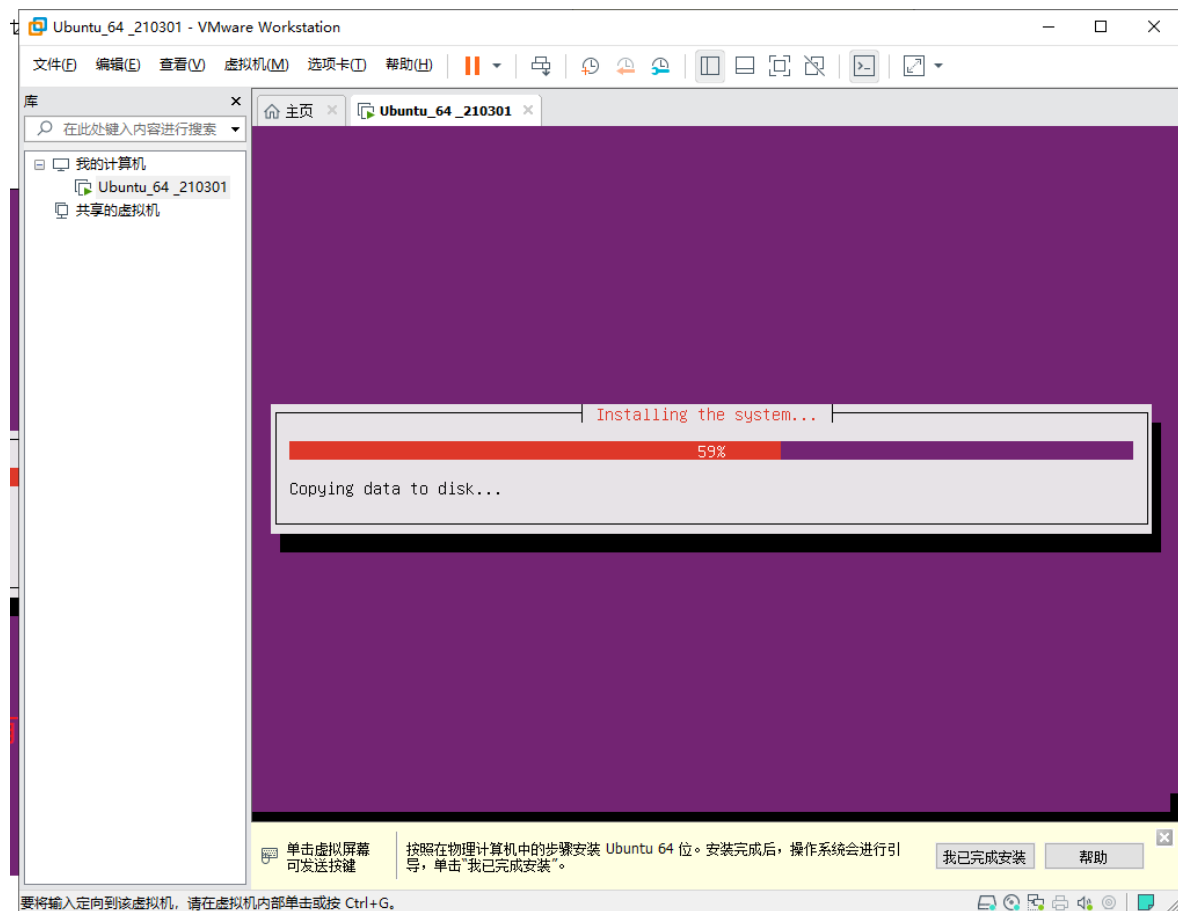 Ubuntu_64 _210301 - VMware Workstation
文件(F) 编辑(E) 查看(V) 虚拟机(M) 选项卡(T) 帮助(H)
库
主页
Ubuntu_64 _210301
在此处键入内容进行搜索
我的计算机
Ubuntu_64 _210301
共享的虚拟机
Installing the system...
59%
Copying data to disk...
单击虚拟屏幕
可发送按键
按照在物理计算机中的步骤安装 Ubuntu 64 位。安装完成后，操作系统会进行引
导，单击“我已完成安装”。
我已完成安装
帮助
要将输入定向到该虚拟机，请在虚拟机内部单击或按 Ctrl+G。